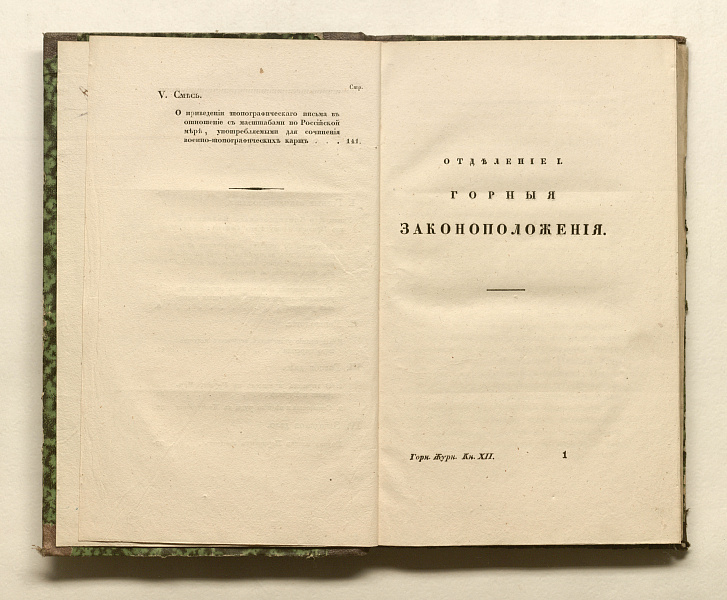 Стр.
V. Смѣсь.
О приведеніи топографическаго письма въ
отношеніе съ масштабами по Россійской
мѣрѣ, употребляемыми для сочиненія
военно-топографическихъ картъ . . . 141.
ОТДѢЛЕНІЕ I.
ГОРНЫЯ
ЗАКОНОПОЛОЖЕНІЯ.
Горн. Журн. Кн. XII. 1